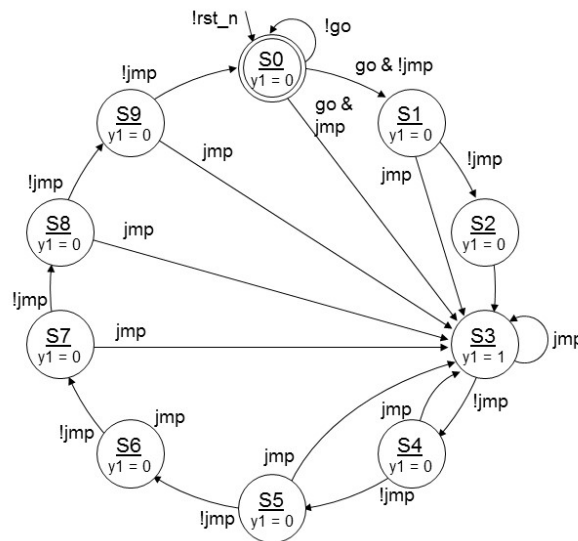 !rst_n
!go
S0
y1 = 0
go & !jmp
go &
jmp
!jmp
S9
y1 = 0
S1
y1 = 0
jmp
jmp
!jmp
!jmp
S8
y1 = 0
jmp
S2
y1 = 0
!jmp
S7
y1 = 0
jmp
S3
y1 = 1
jmp
jmp
!jmp
!jmp
S6
y1 = 0
jmp
jmp
S4
y1 = 0
!jmp
!jmp
S5
y1 = 0